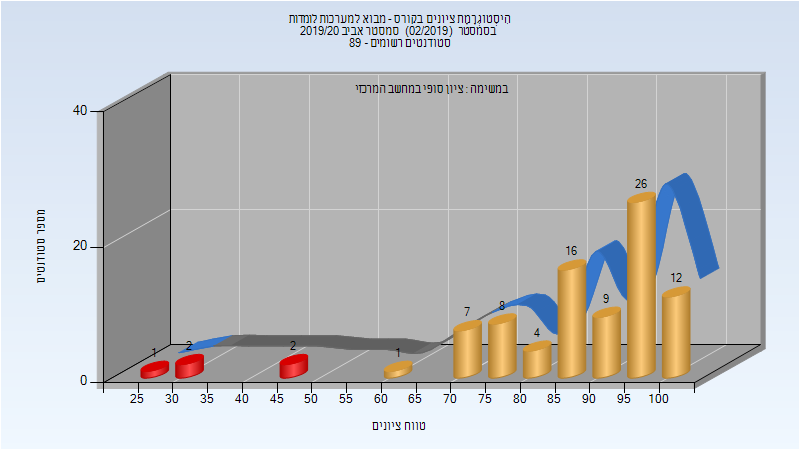 היסטוגרמת ציונים בקורס - מבוא למערכות לומדות
בסמסטר (02/2019) סמסטר אביב 2019/20
סטודנטים רשומים - 89
במשימה : ציון סופי במחשב המרכזי
מספר סטודנטים
40
20
0
1
2
2
1
7
8
4
16
9
26
12
25 30 35 40 45 50 55 60 65 70 75 80 85 90 95 100
טווח ציונים